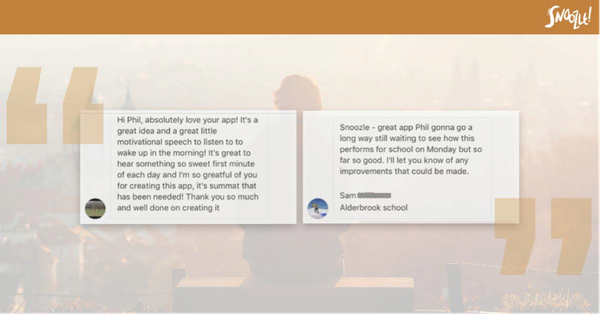 SNOOZLE!
Hi Phil, absolutely love your app! It's a
great idea and a great little
motivational speech to listen to to
wake up in the morning! It's great to
hear something so sweet first minute
of each day and I'm so greatful of you
for creating this app, it's summat that
has been needed! Thank you so much
and well done on creating it
Snoozle - great app Phil gonna go a
long way still waiting to see how this
performs for school on Monday but so
far so good. I'll let you know of any
improvements that could be made.
Sam
Alderbrook school